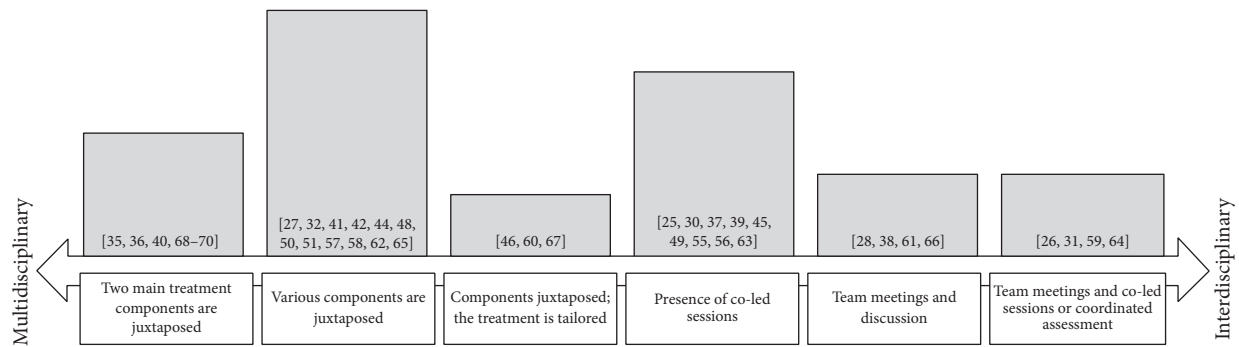 Multidisciplinary
[35, 36, 40, 68–70]
[27, 32, 41, 42, 44, 48,
50, 51, 57, 58, 62, 65]
[46, 60, 67]
[25, 30, 37, 39, 45,
49, 55, 56, 63]
[28, 38, 61, 66]
[26, 31, 59, 64]
Two main treatment
components are
juxtaposed
Various components are
juxtaposed
Components juxtaposed;
the treatment is tailored
Presence of co-led
sessions
Team meetings and
discussion
Team meetings and co-led
sessions or coordinated
assessment
Interdisciplinary